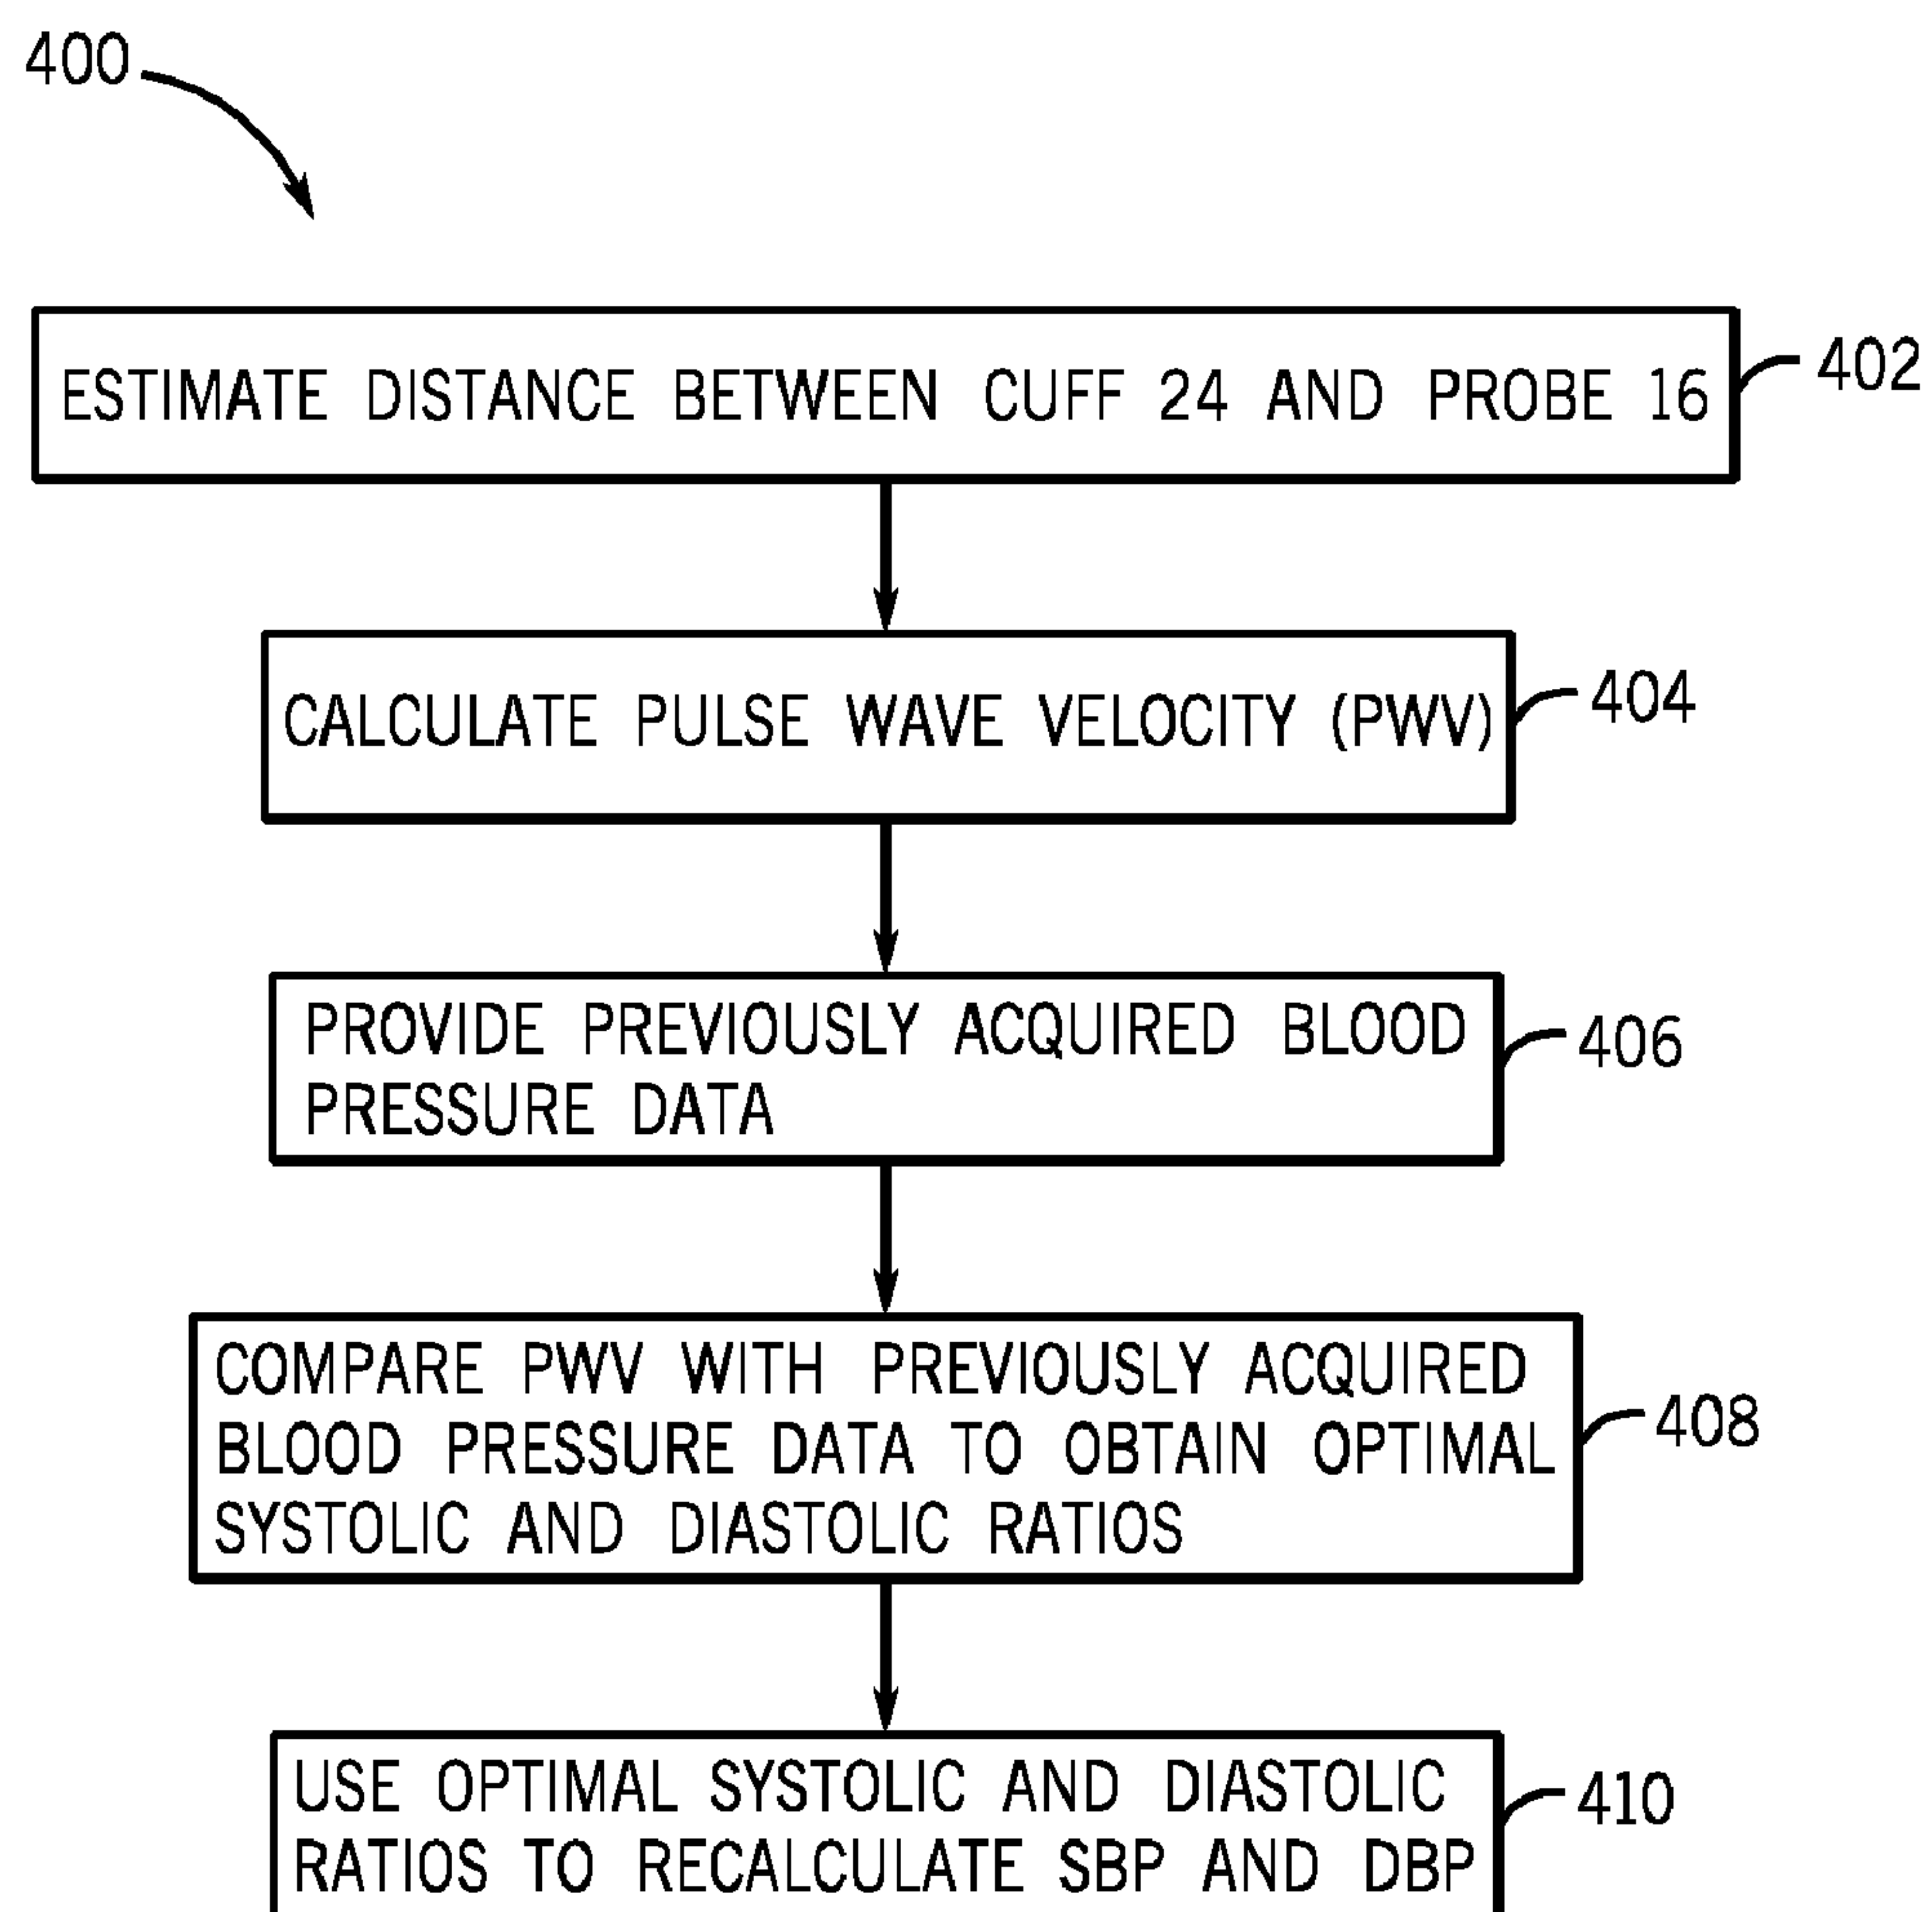 400
ESTIMATE DISTANCE BETWEEN CUFF 24 AND PROBE 16
402
CALCULATE PULSE WAVE VELOCITY (PWV)
404
PROVIDE PREVIOUSLY ACQUIRED BLOOD
PRESSURE DATA
406
COMPARE PWV WITH PREVIOUSLY ACQUIRED
BLOOD PRESSURE DATA TO OBTAIN OPTIMAL
SYSTOLIC AND DIASTOLIC RATIOS
408
USE OPTIMAL SYSTOLIC AND DIASTOLIC
RATIOS TO RECALCULATE SBP AND DBP
410